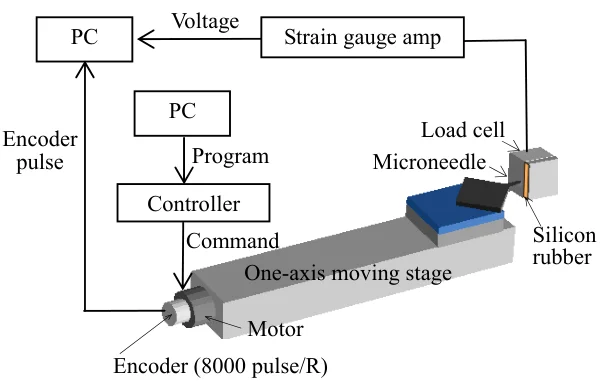 Voltage
PC
Strain gauge amp
PC
Encoder
pulse
Program
Load cell
Microneedle
Controller
Command
Silicon
rubber
One-axis moving stage
Motor
Encoder (8000 pulse/R)